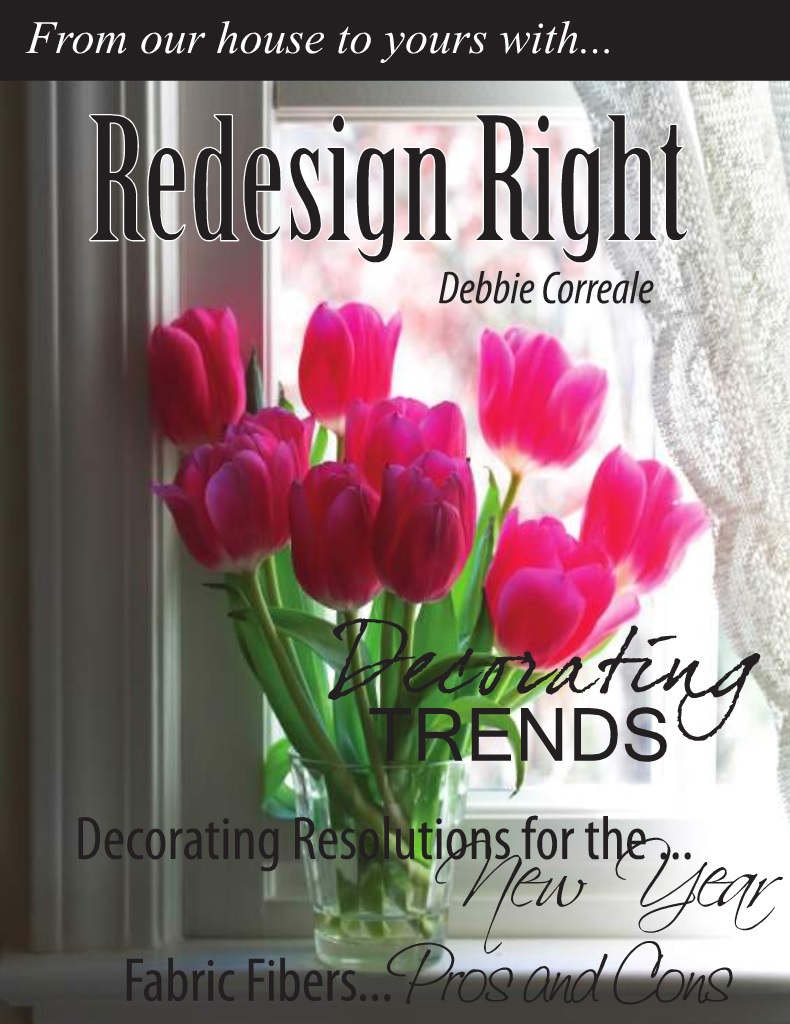 From our house to yours with...
Redesign Right
Debbie Correale
Decorating
TRENDS
Decorating Resolutions for the ...
New Year
Fabric Fibers... Pros and Cons